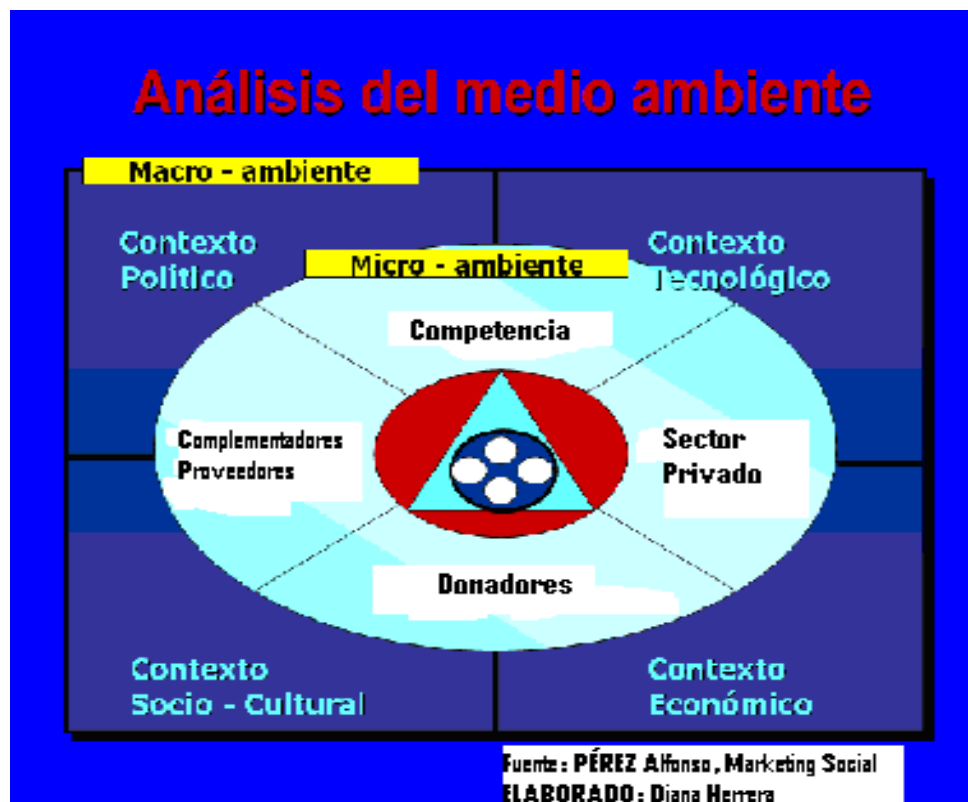 Análisis del medio ambiente
Macro - ambiente
Contexto
Político
Micro - ambiente
Contexto
Tecnológico
Competencia
Complementadores
Proveedores
Sector
Privado
Donadores
Contexto
Socio - Cultural
Contexto
Económico
Fuente: PÉREZ Alfonso, Marketing Social
ELABORADO: Diana Herrera